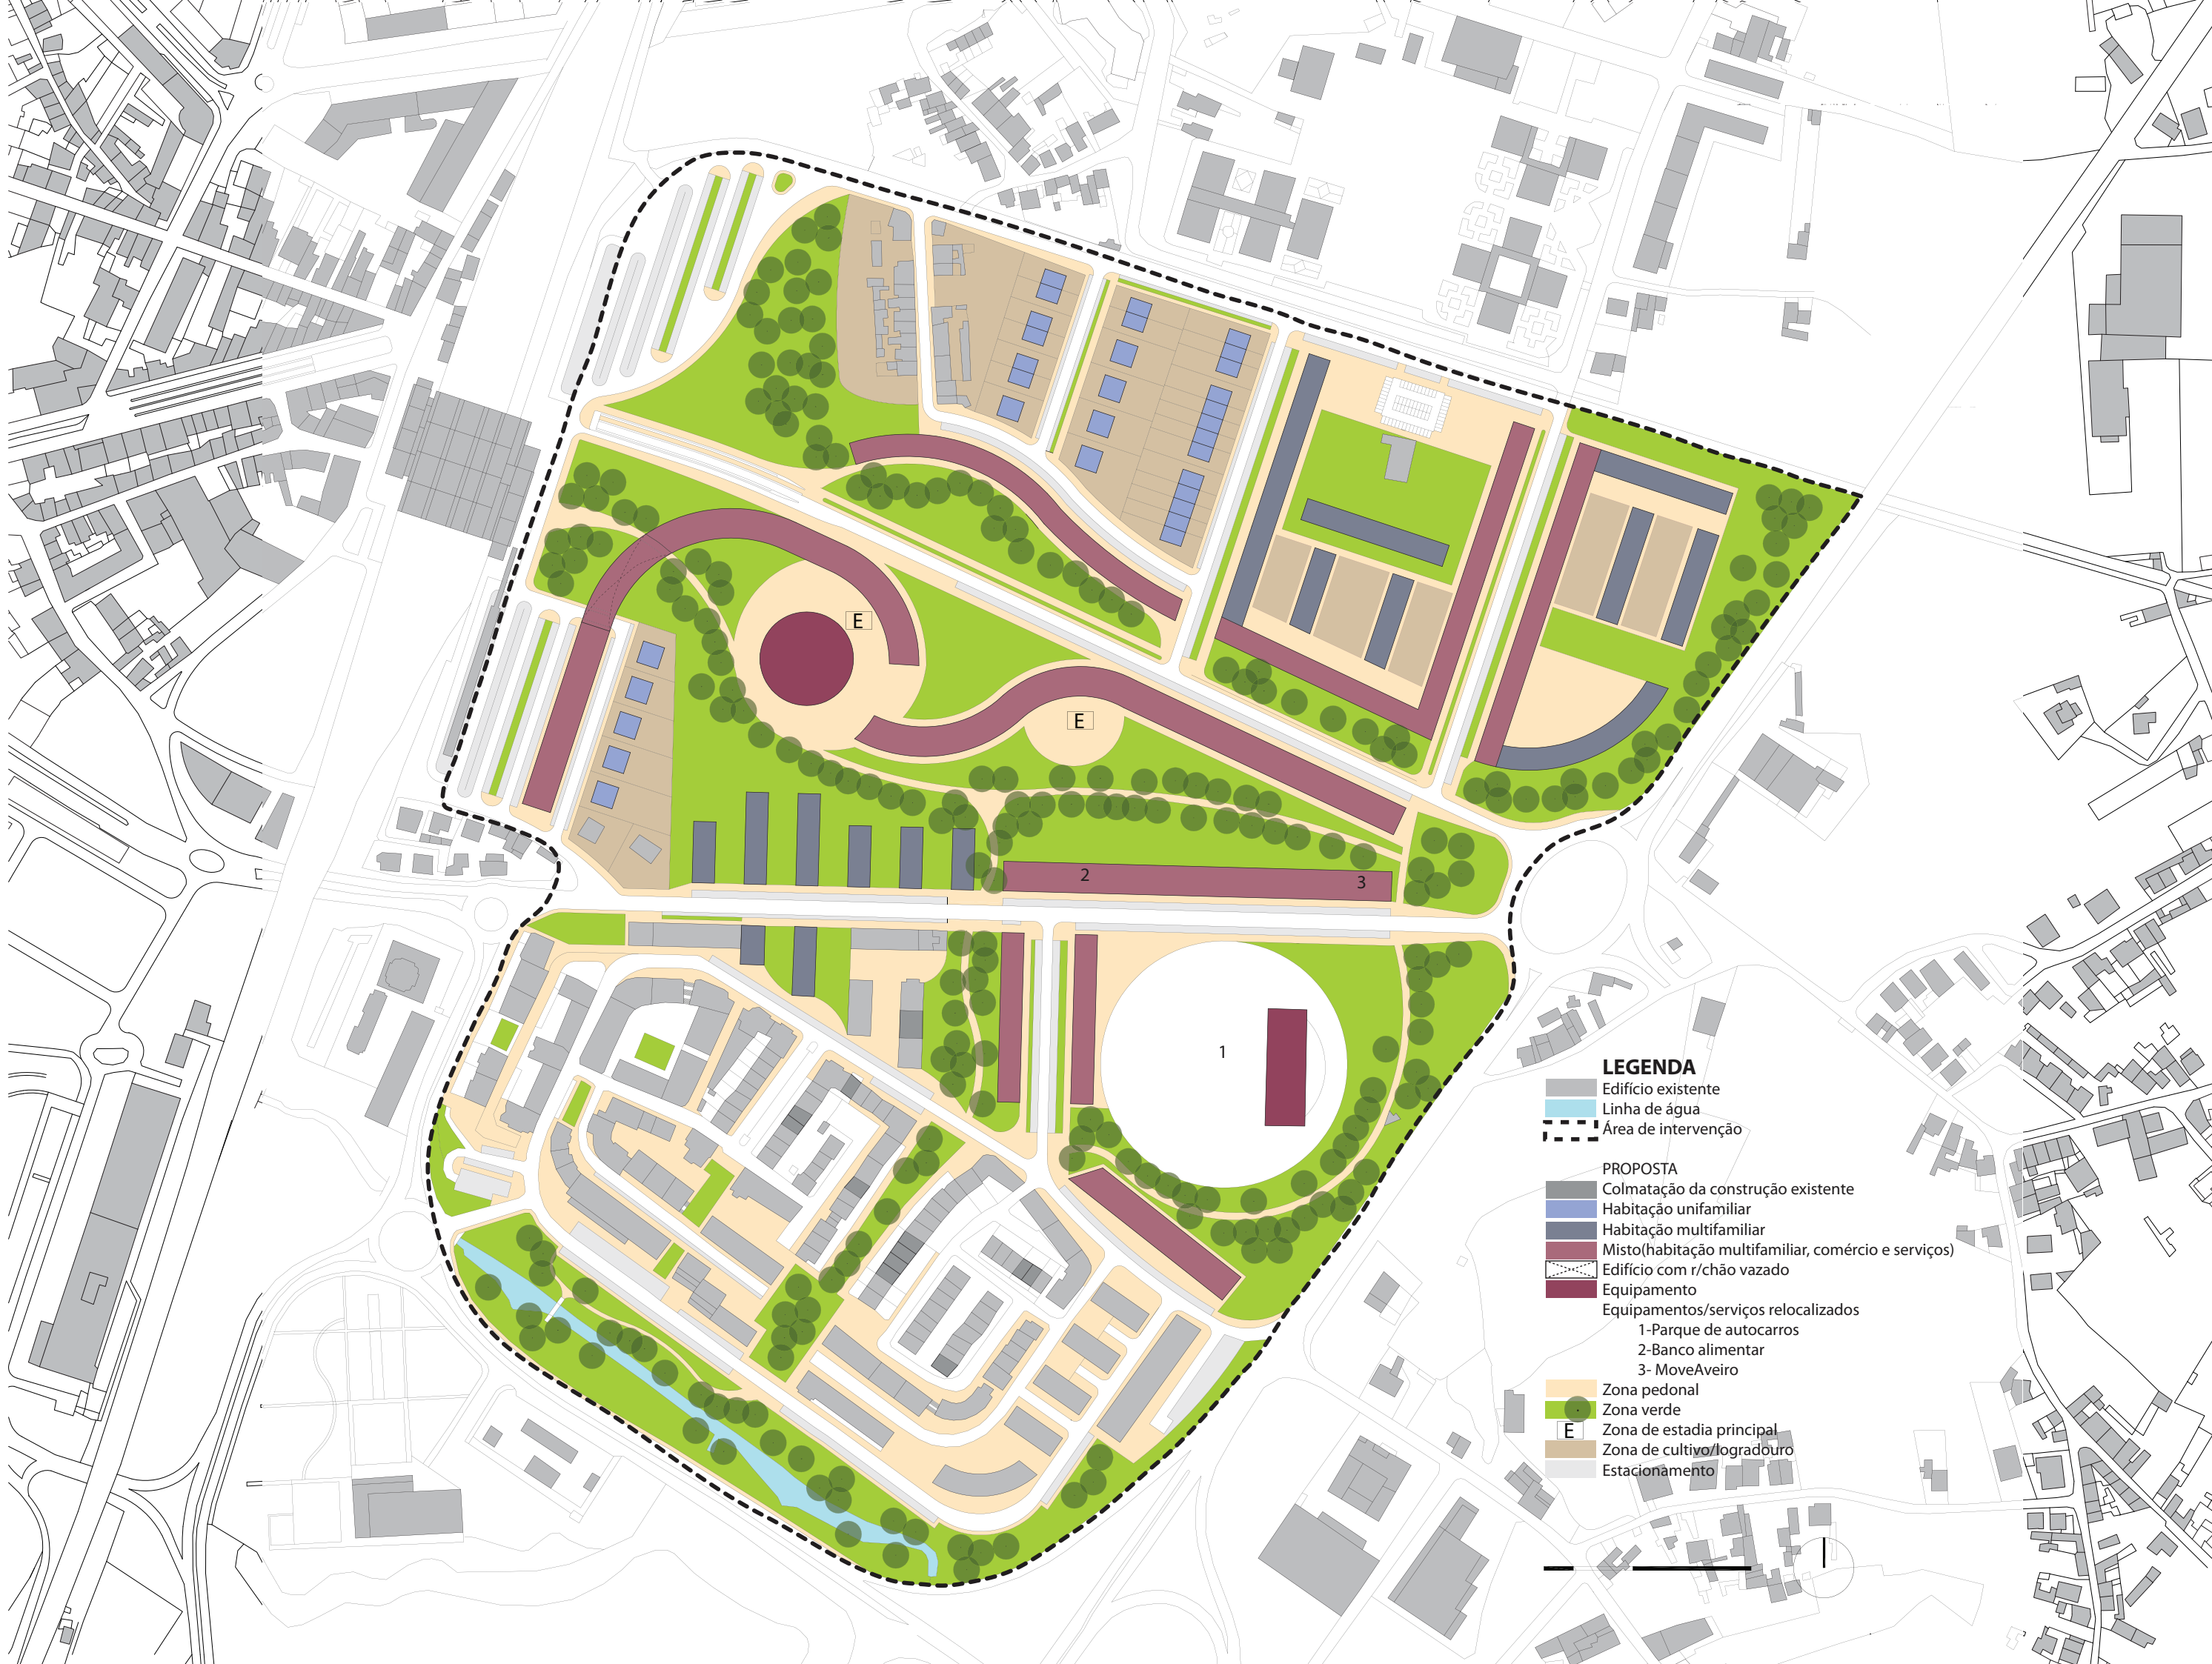 E
E
2
3
1
LEGENDA
Edifício existente
Linha de água
Área de intervenção
PROPOSTA
Colmatação da construção existente
Habitação unifamiliar
Habitação multifamiliar
Misto(habitação multifamiliar, comércio e serviços)
Edifício com r/chão vazado
Equipamento
Equipamentos/serviços relocalizados
1-Parque de autocarros
2-Banco alimentar
3- MoveAveiro
Zona pedonal
Zona verde
E Zona de estadia principal
Zona de cultivo/logradouro
Estacionamento